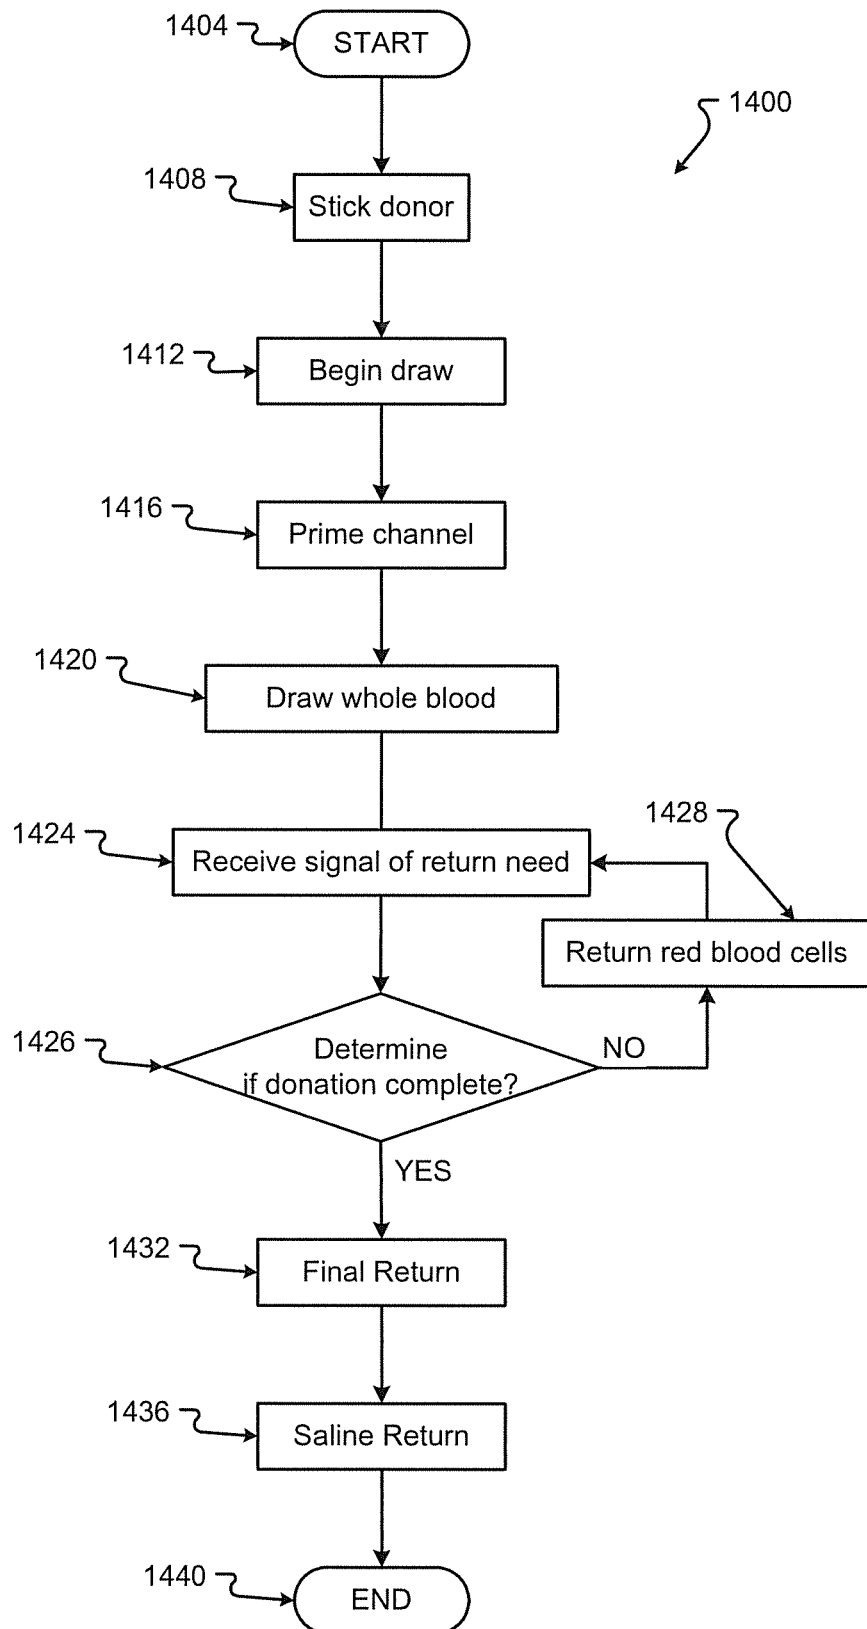 1404
START
1400
1408
Stick donor
1412
Begin draw
1416
Prime channel
1420
Draw whole blood
1424
Receive signal of return need
1428
Return red blood cells
1426
Determine
if donation complete?
NO
YES
1432
Final Return
1436
Saline Return
1440
END